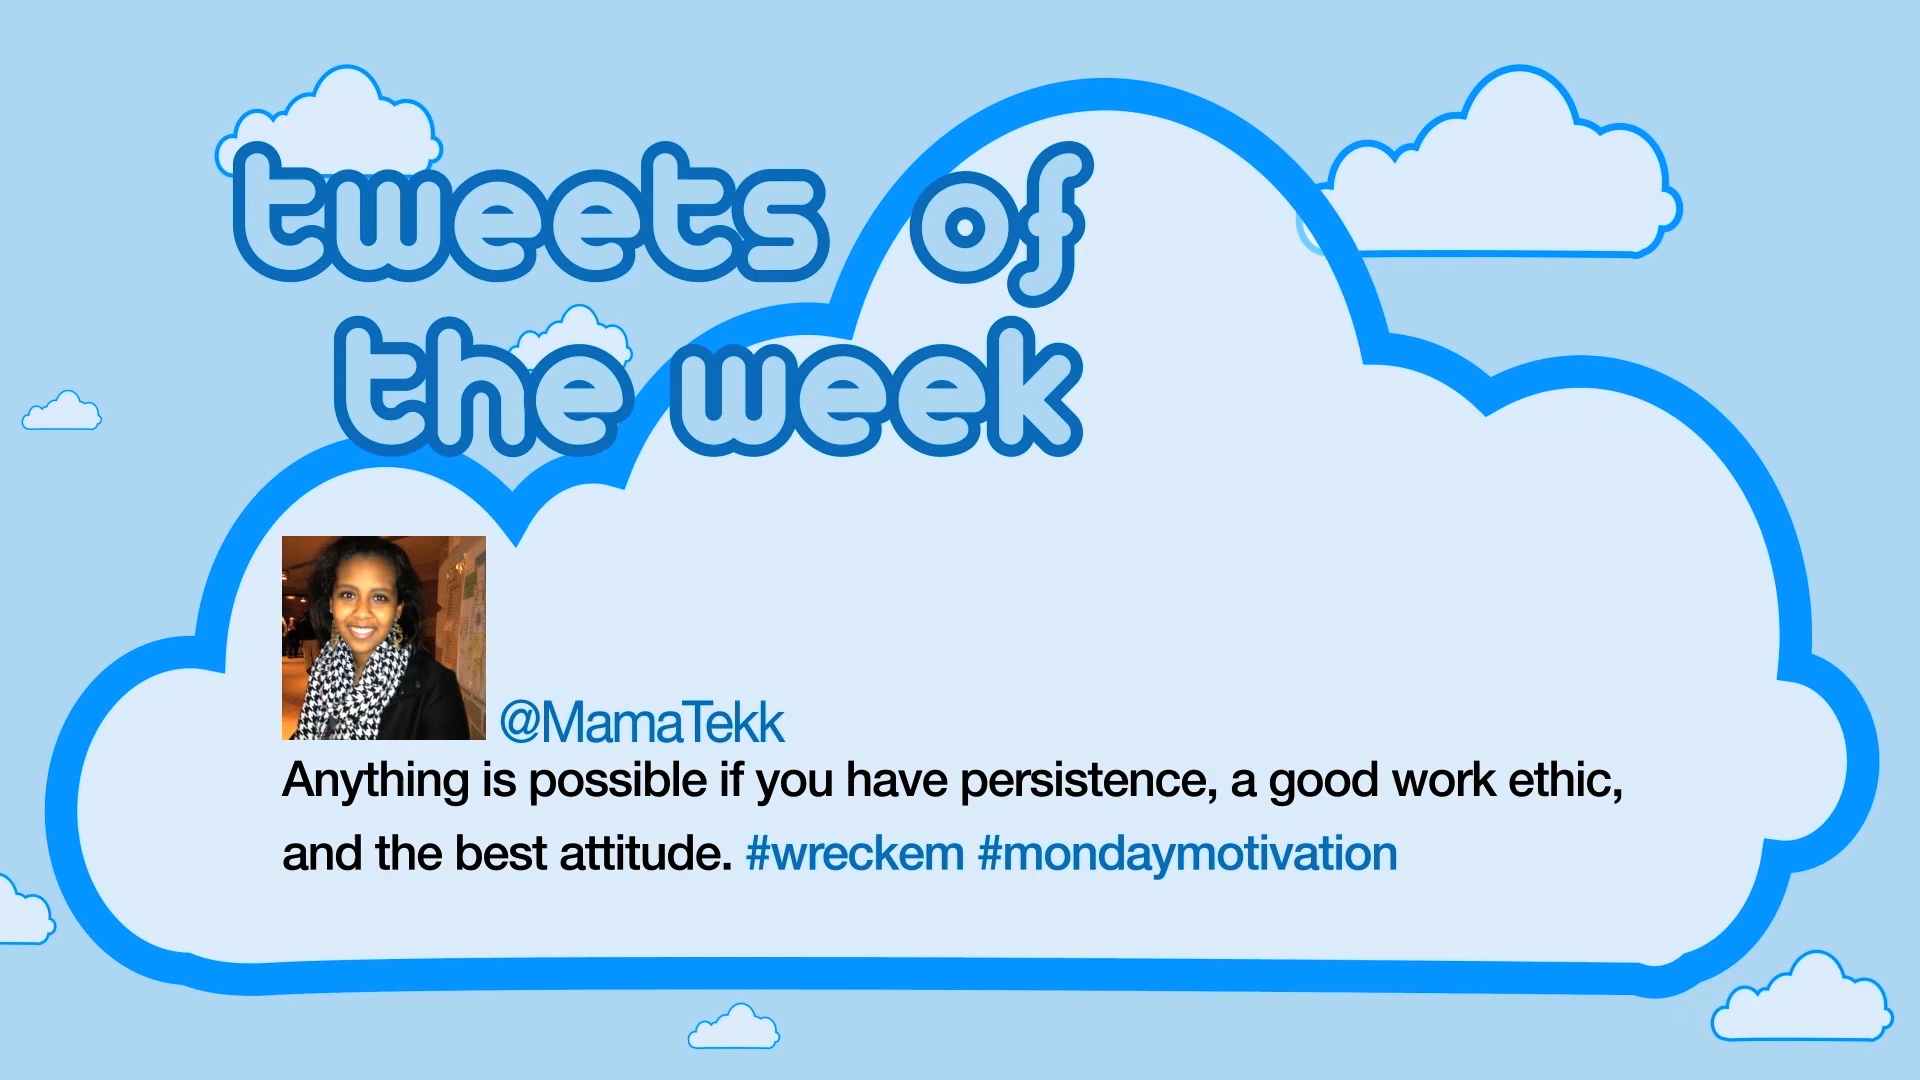 tweets of
the week
@MamaTekk
Anything is possible if you have persistence, a good work ethic,
and the best attitude. #wreckem #mondaymotivation